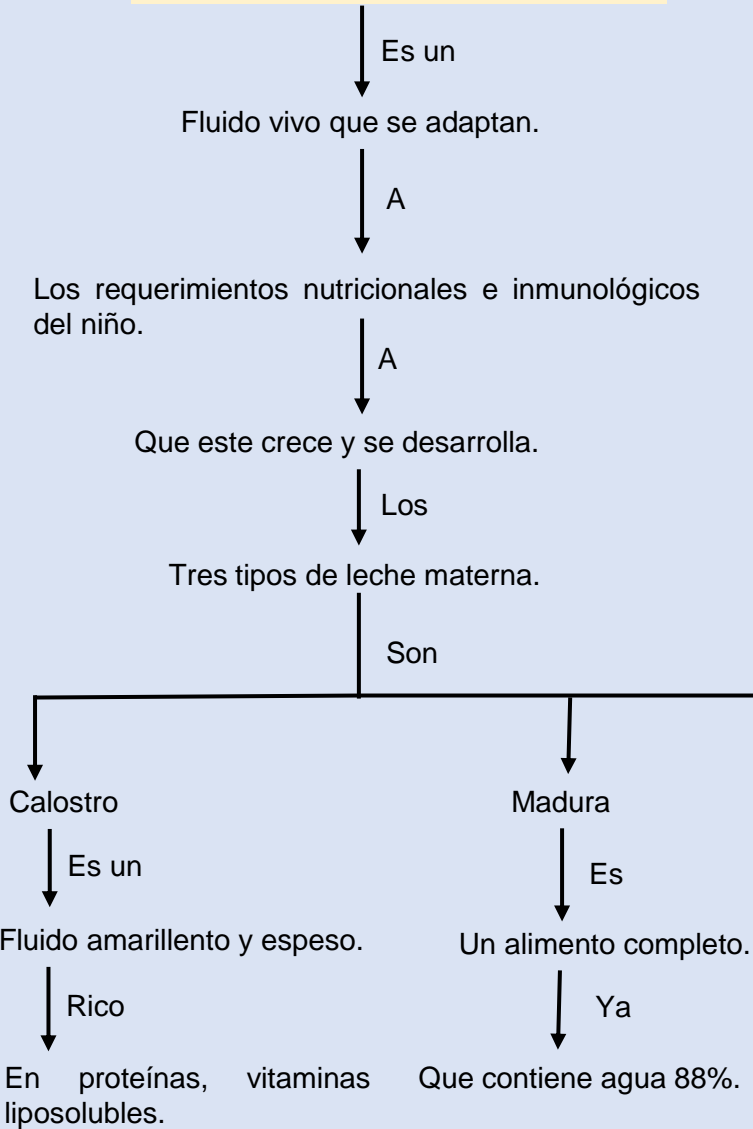 Es un
Fluido vivo que se adaptan.
A
Los requerimientos nutricionales e inmunológicos
del niño.
A
Que este crece y se desarrolla.
Los
Tres tipos de leche materna.
Son
Calostro
Es un
Fluido amarillento y espeso.
Rico
En proteínas, vitaminas
liposolubles.
Madura
Es
Un alimento completo.
Ya
Que contiene agua 88%.